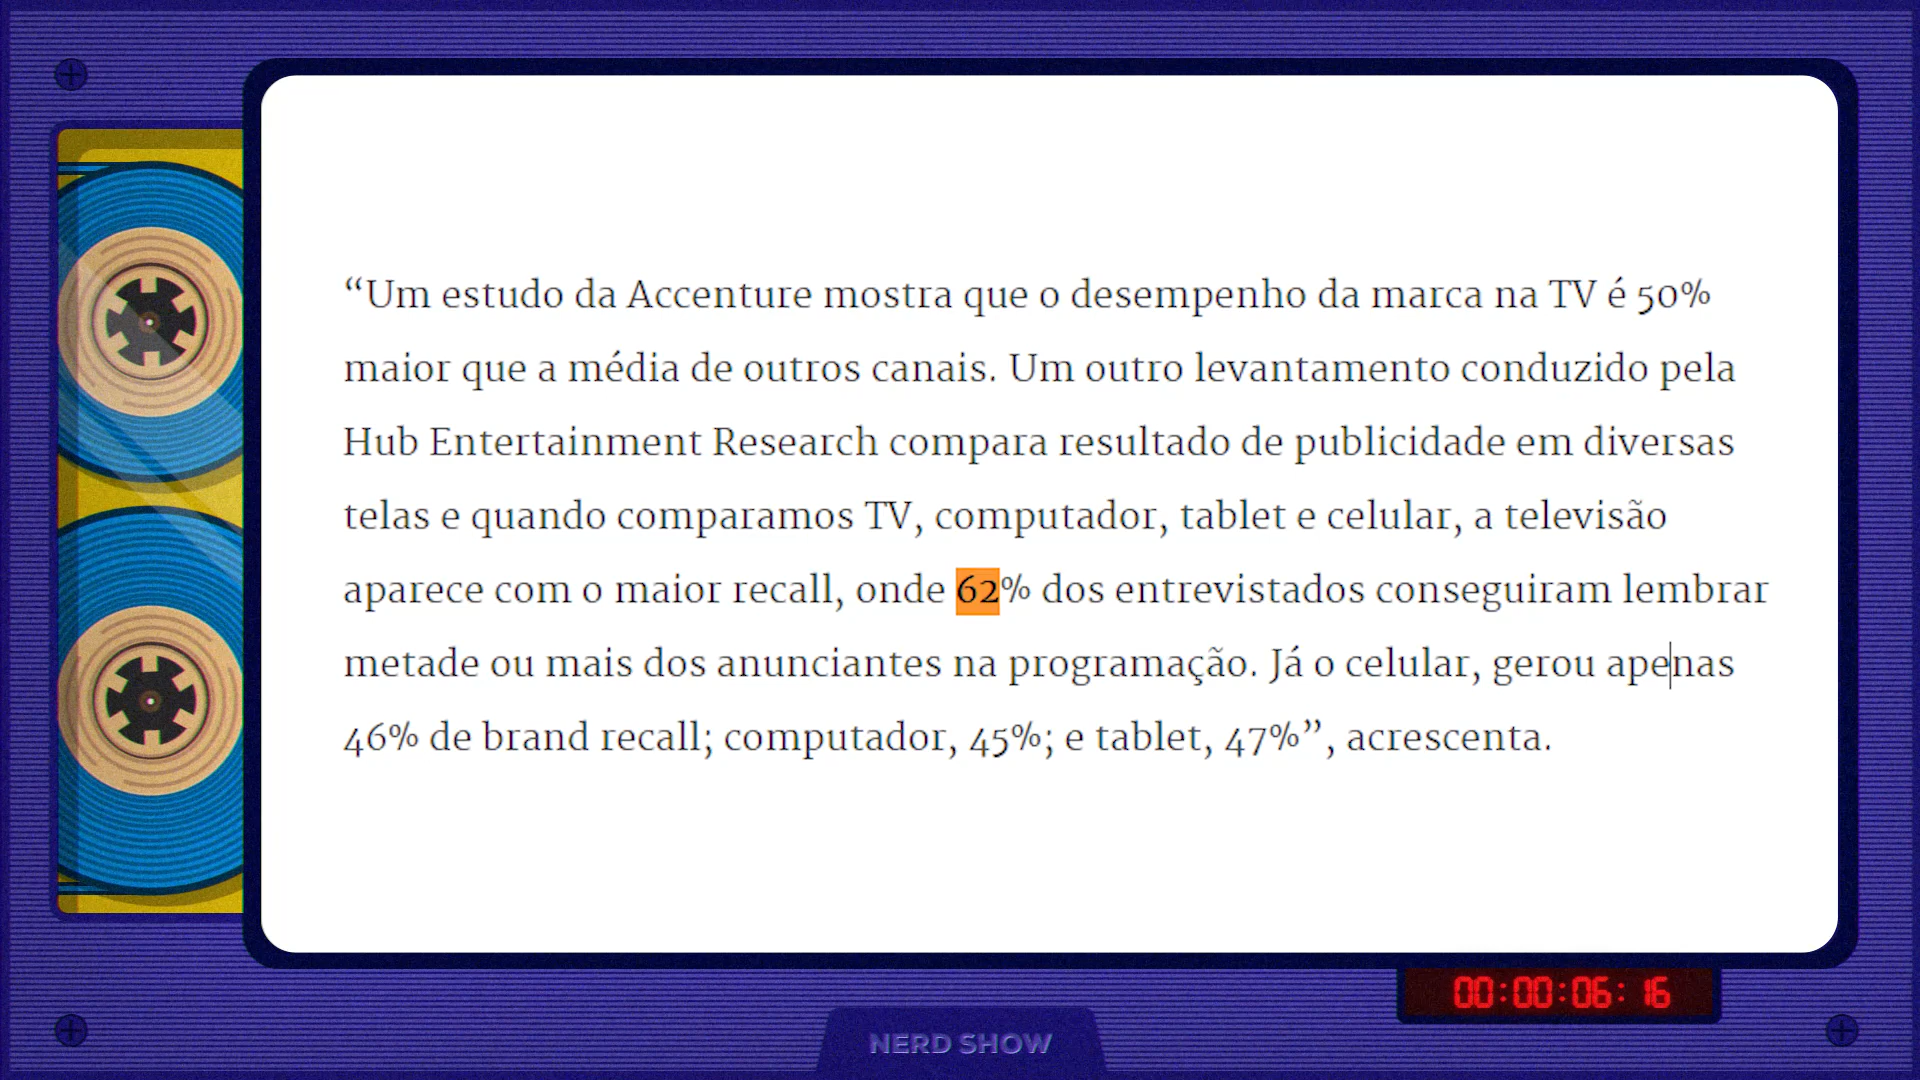 “Um estudo da Accenture mostra que o desempenho da marca na TV é 50%
maior que a média de outros canais. Um outro levantamento conduzido pela
Hub Entertainment Research compara resultado de publicidade em diversas
telas e quando comparamos TV, computador, tablet e celular, a televisão
aparece com o maior recall, onde 62% dos entrevistados conseguiram lembrar
metade ou mais dos anunciantes na programação. Já o celular, gerou apenas
46% de brand recall; computador, 45%; e tablet, 47%”, acrescenta.
00:00:06:16
NERD SHOW